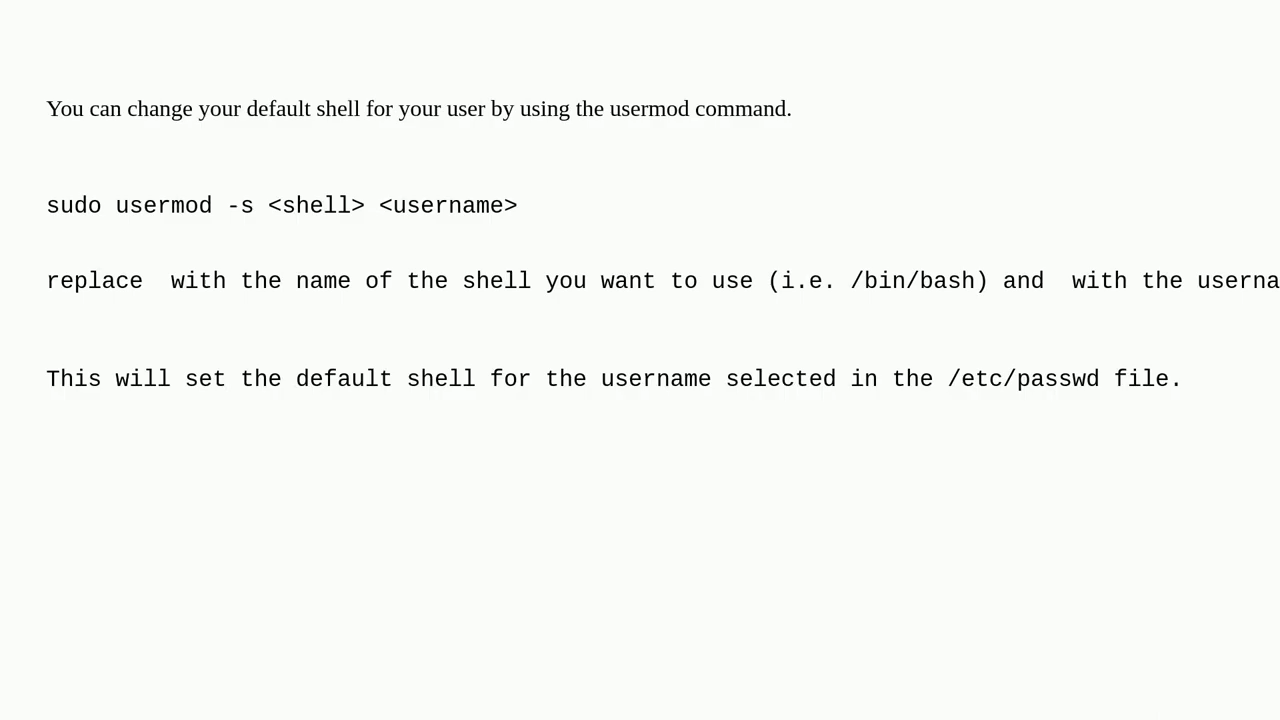 You can change your default shell for your user by using the usermod command.
sudo usermod -s <shell> <username>
replace  with the name of the shell you want to use (i.e. /bin/bash) and  with the userna
This will set the default shell for the username selected in the /etc/passwd file.